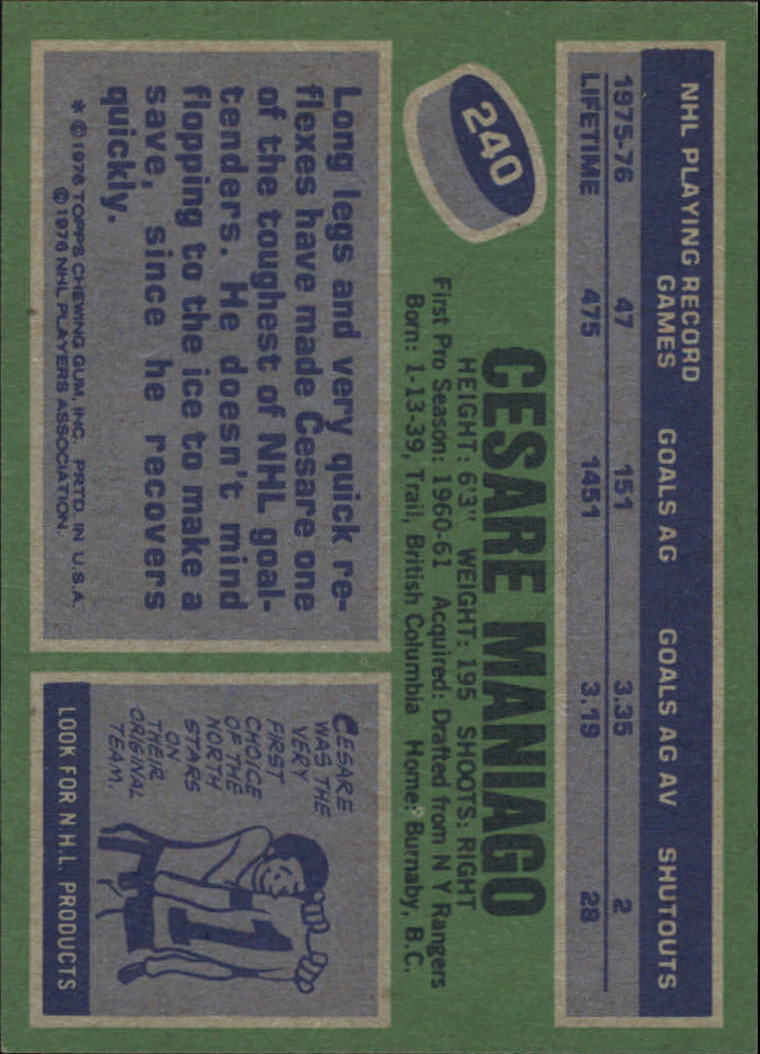 NHL PLAYING RECORD
GAMES GOALS AG GOALS AG AV SHUTOUTS
1975-76 47 151 3.35 2
LIFETIME 475 1451 3.19 28
240
CESARE MANIAGO
HEIGHT: 6'3" WEIGHT: 195 SHOOTS: RIGHT
First Pro Season: 1960-61 Acquired: Drafted from N Y Rangers
Born: 1-13-39, Trail, British Columbia Home: Burnaby, B.C.
Long legs and very quick re-
flexes have made Cesare one
of the toughest of NHL goal-
tenders. He doesn't mind
flopping to the ice to make a
save, since he recovers
quickly.
* © 1976 TOPPS CHEWING GUM, INC. PRTD. IN U.S.A.
© 1976 NHL PLAYERS ASSOCIATION.
CESARE
WAS THE
VERY
FIRST
CHOICE
OF THE
NORTH
STARS
ON
THEIR
ORIGINAL
TEAM.
1
LOOK FOR N.H.L. PRODUCTS